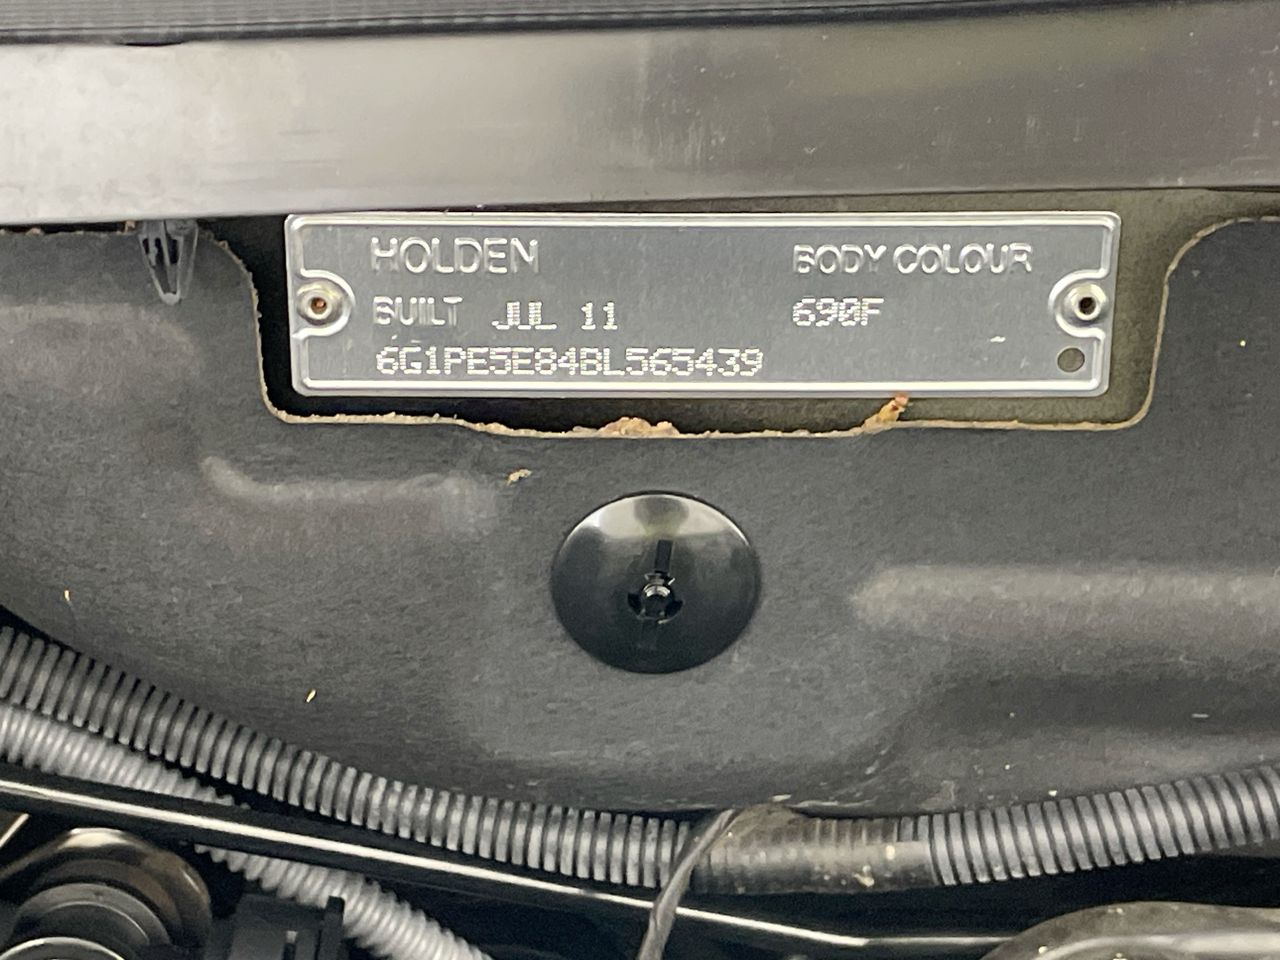 HOLDEN BODY COLOUR
BUILT JUL 11 690F
6G1PE5E84BL565439